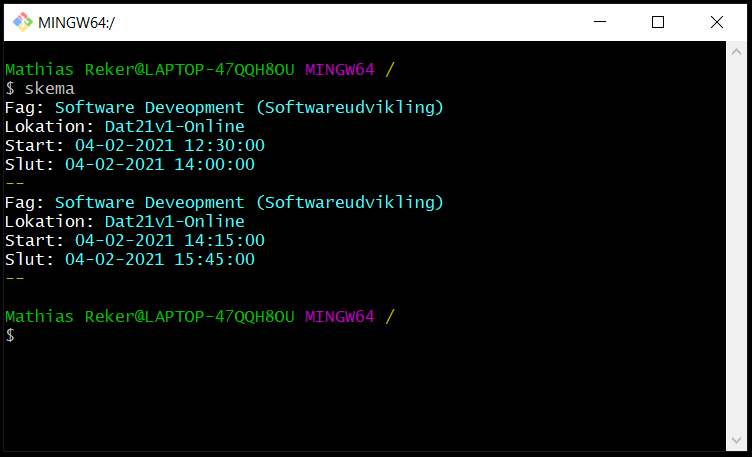 MINGW64:/
Mathias Reker@LAPTOP-47QQH8OU MINGW64 /
$ skema
Fag: Software Deveopment (Softwareudvikling)
Lokation: Dat21v1-Online
Start: 04-02-2021 12:30:00
Slut: 04-02-2021 14:00:00
--
Fag: Software Deveopment (Softwareudvikling)
Lokation: Dat21v1-Online
Start: 04-02-2021 14:15:00
Slut: 04-02-2021 15:45:00
--
Mathias Reker@LAPTOP-47QQH8OU MINGW64 /
$